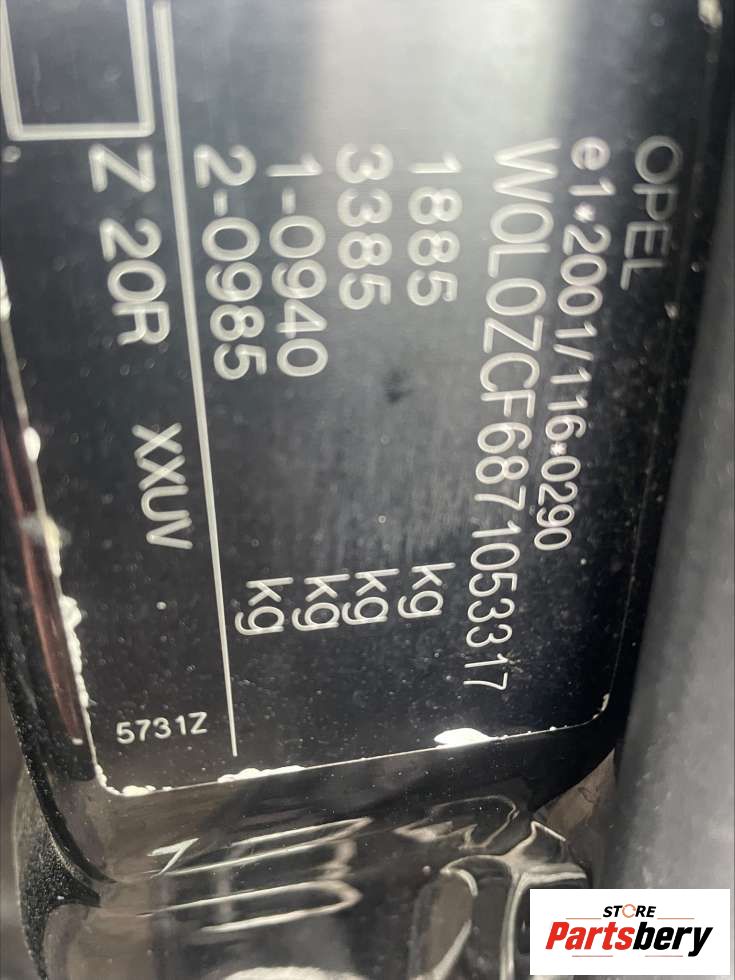 OPEL
e1*2001/116*0290
W0L0ZCF6871053317
1885 kg
3385 kg
1-0940 kg
2-0985 kg
Z 20R XXUV
5731Z
STORE
Partsbery